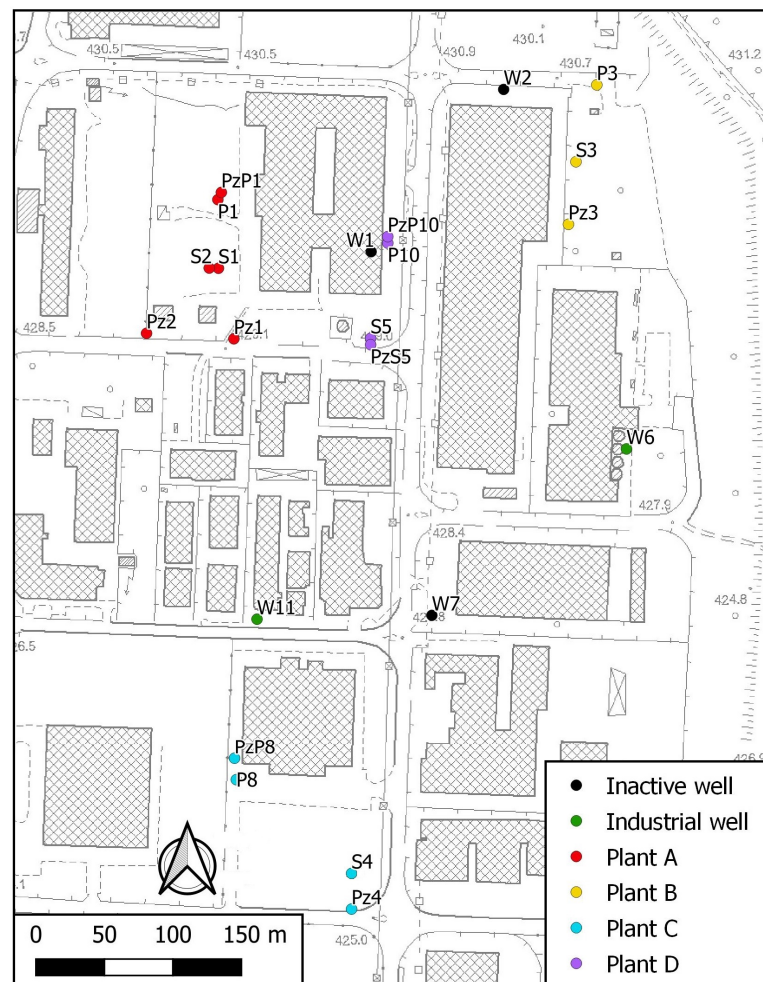 430.5
430.5
430.9
430.1
431.2
430.7
W2
P3
S3
PzP1
P1
Pz3
PzP10
W1
P10
S2
S1
428.5
Pz2
Pz1
S5
PzS5
W6
427.9
428.4
W11
W7
424.8
PzP8
P8
S4
Pz4
425.0
0 50 100 150 m
Inactive well
Industrial well
Plant A
Plant B
Plant C
Plant D